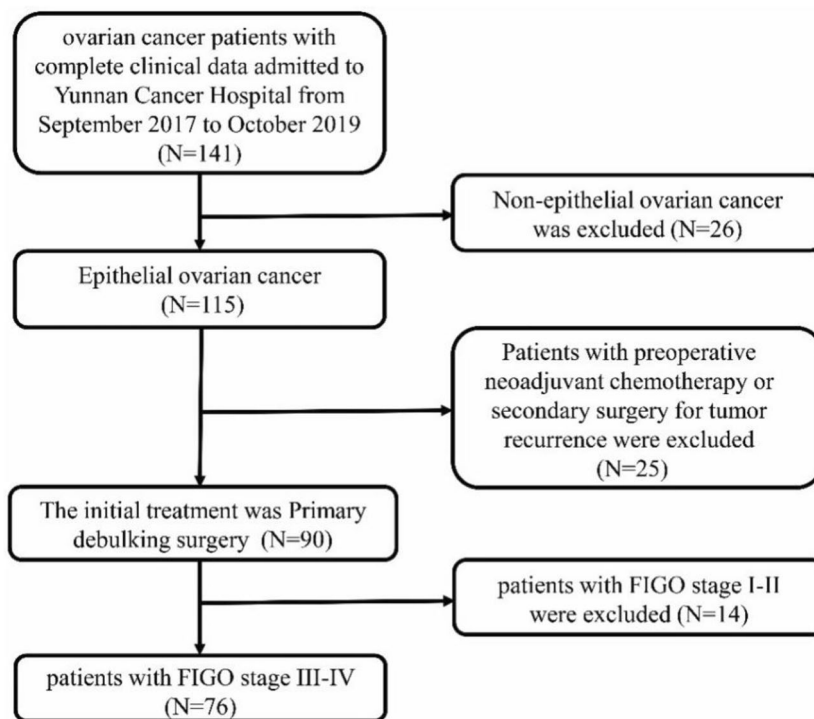 ovarian cancer patients with
complete clinical data admitted to
Yunnan Cancer Hospital from
September 2017 to October 2019
(N=141)
Non-epithelial ovarian cancer
was excluded (N=26)
Epithelial ovarian cancer
(N=115)
Patients with preoperative
neoadjuvant chemotherapy or
secondary surgery for tumor
recurrence were excluded
(N=25)
The initial treatment was Primary
debulking surgery (N=90)
patients with FIGO stage I-II
were excluded (N=14)
patients with FIGO stage III-IV
(N=76)